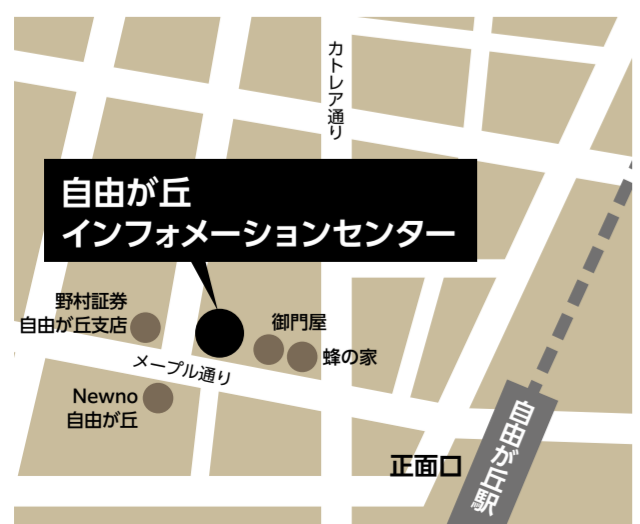 カトレア通り
自由が丘
インフォメーションセンター
野村証券
自由が丘支店
御門屋
蜂の家
メープル通り
Newno
自由が丘
正面口
自由が丘駅